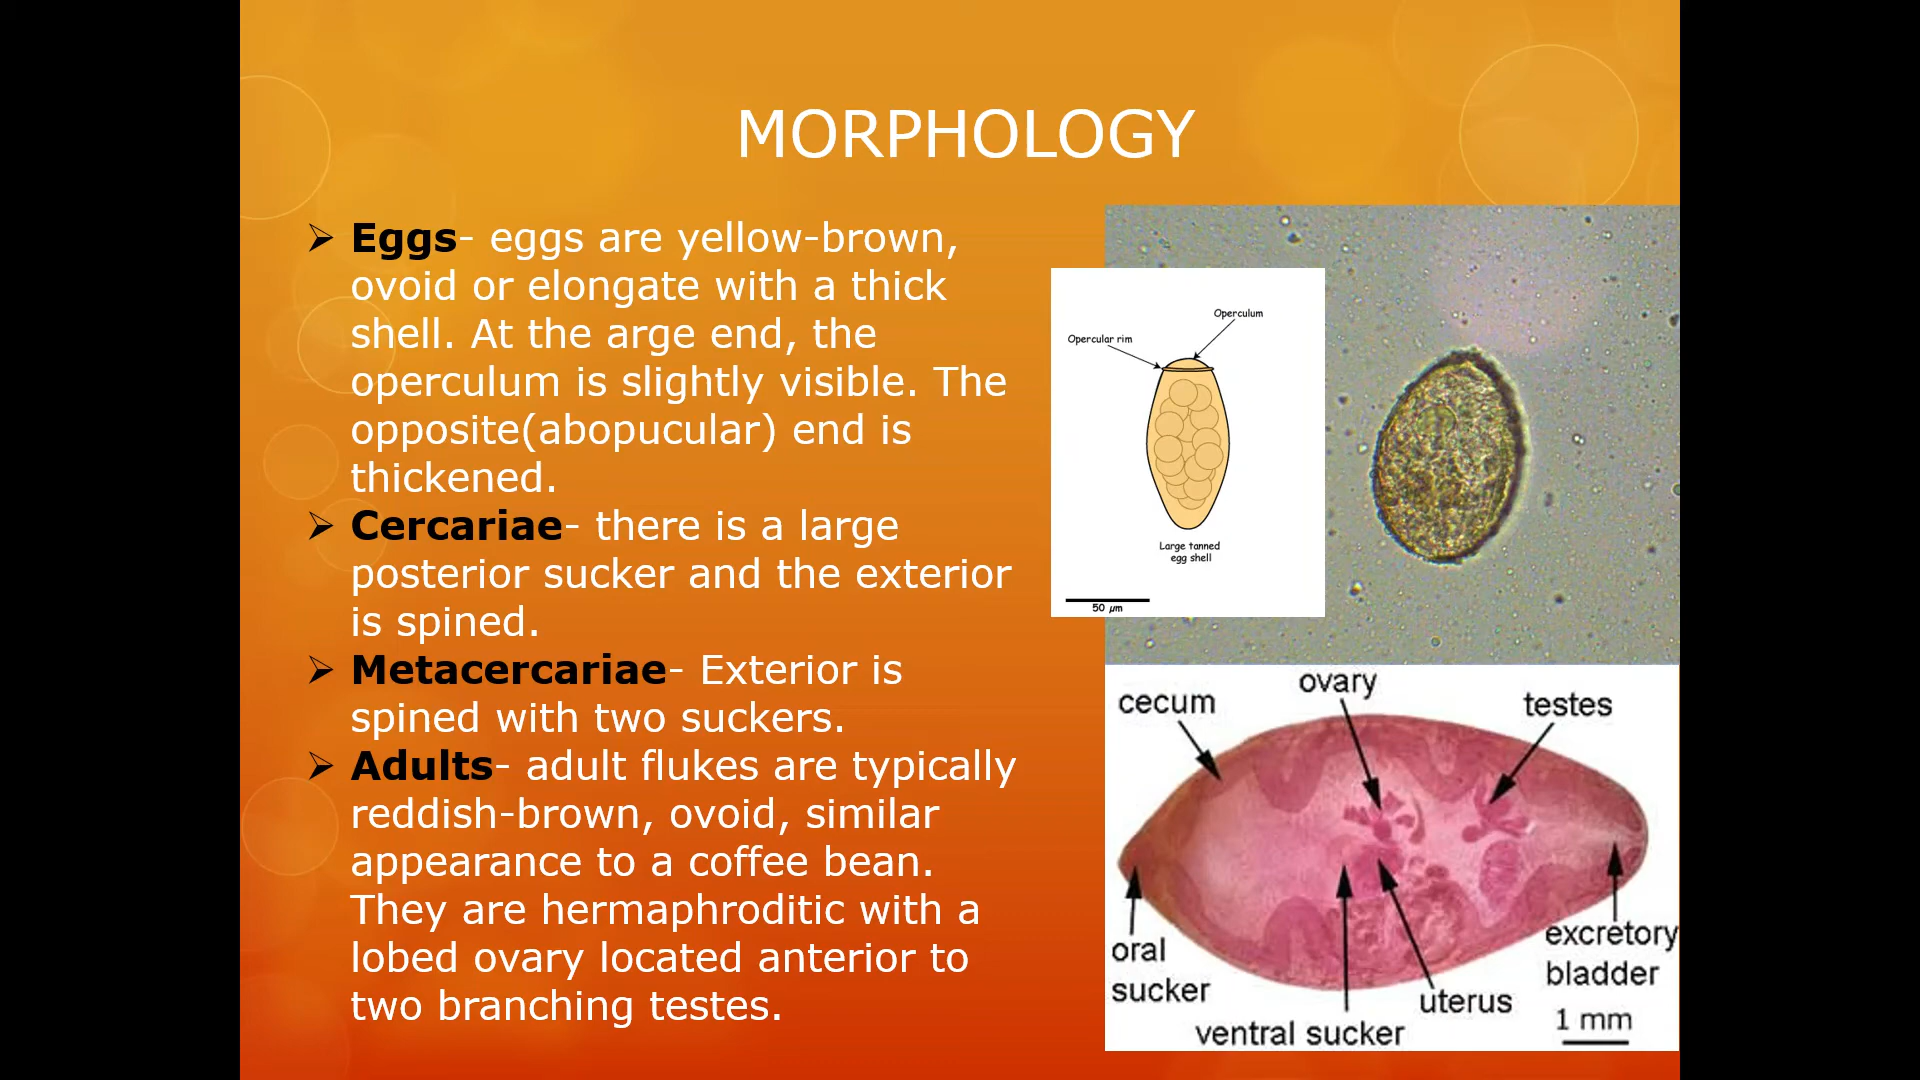 MORPHOLOGY
➢ Eggs- eggs are yellow-brown,
ovoid or elongate with a thick
shell. At the arge end, the
operculum is slightly visible. The
opposite(abopucular) end is
thickened.
➢ Cercariae- there is a large
posterior sucker and the exterior
is spined.
➢ Metacercariae- Exterior is
spined with two suckers.
➢ Adults- adult flukes are typically
reddish-brown, ovoid, similar
appearance to a coffee bean.
They are hermaphroditic with a
lobed ovary located anterior to
two branching testes.
Operculum
Opercular rim
Large tanned
egg shell
50 µm
cecum
ovary
testes
oral
sucker
ventral sucker
uterus
excretory
bladder
1 mm